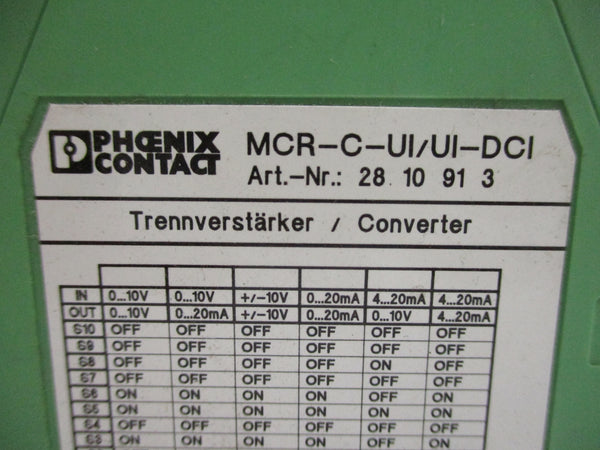 PHŒNIX CONTACT
MCR-C-UI/UI-DCI
Art.-Nr.: 28 10 91 3
Trennverstärker / Converter
IN 0...10V 0...10V +/-10V 0...20mA 4...20mA 4...20mA
OUT 0...10V 0...20mA +/-10V 0...20mA 0...10V 4...20mA
S10 OFF OFF OFF OFF OFF OFF
S9 OFF OFF OFF OFF OFF OFF
S8 OFF OFF OFF OFF ON OFF
S7 OFF OFF OFF OFF OFF OFF
S6 ON ON ON ON ON ON
S5 ON ON ON ON ON ON
S4 OFF OFF OFF OFF OFF OFF
S3 ON ON ON